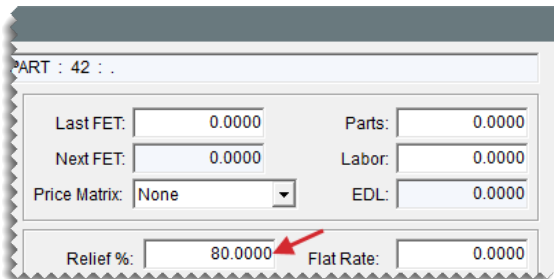 PART : 42 : .
Last FET: 0.0000 Parts: 0.0000
Next FET: 0.0000 Labor: 0.0000
Price Matrix: None EDL: 0.0000
Relief %: 80.0000 Flat Rate: 0.0000